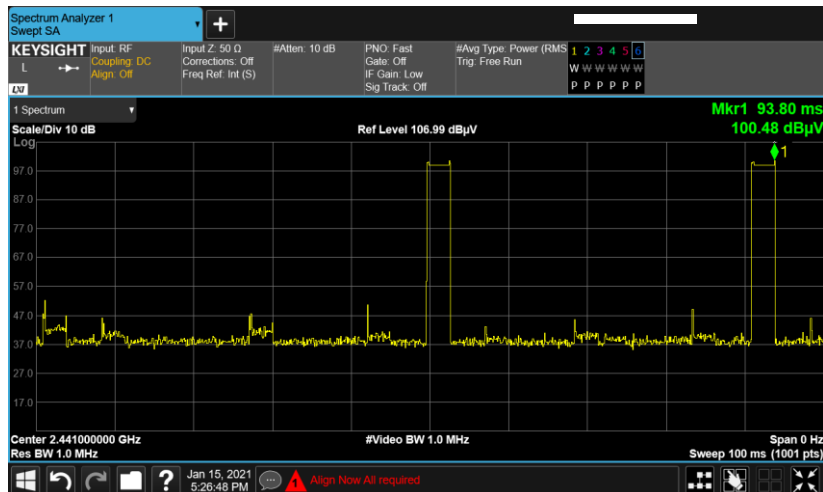 Spectrum Analyzer 1
Swept SA
KEYSIGHT Input: RF Input Z: 50 Ω #Atten: 10 dB PNO: Fast #Avg Type: Power (RMS 1 2 3 4 5 6
L Coupling: DC Corrections: Off Gate: Off Trig: Free Run W W W W W W
Align: Off Freq Ref: Int (S) IF Gain: Low
LXI Sig Track: Off P P P P P P
1 Spectrum Mkr1 93.80 ms
Scale/Div 10 dB Ref Level 106.99 dBµV 100.48 dBµV
Log
1
97.0
87.0
77.0
67.0
57.0
47.0
37.0
27.0
17.0
Center 2.441000000 GHz #Video BW 1.0 MHz Span 0 Hz
Res BW 1.0 MHz Sweep 100 ms (1001 pts)
? Jan 15, 2021 1 Align Now All required
5:26:48 PM